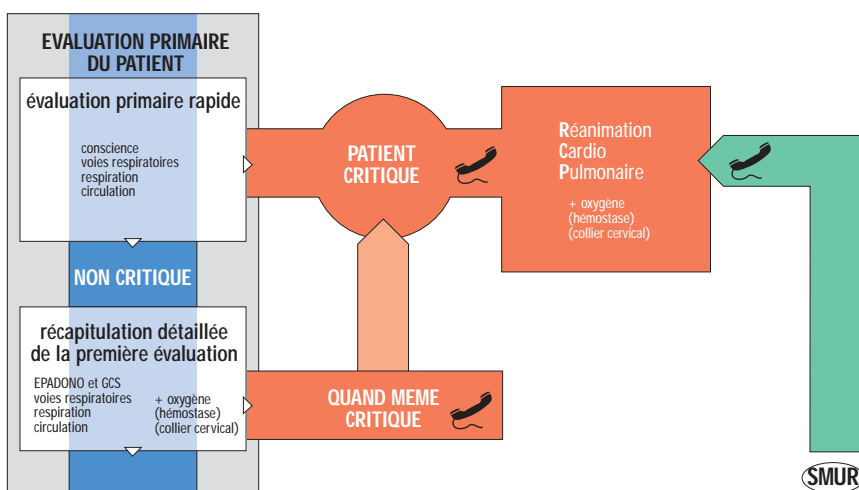 EVALUATION PRIMAIRE
DU PATIENT
évaluation primaire rapide
conscience
voies respiratoires
respiration
circulation
PATIENT
CRITIQUE
Réanimation
Cardio
Pulmonaire
+ oxygène
(hémostase)
(collier cervical)
NON CRITIQUE
récapitulation détaillée
de la première évaluation
EPADONO et GCS
voies respiratoires
respiration
circulation
+ oxygène
(hémostase)
(collier cervical)
QUAND MEME
CRITIQUE
SMUR